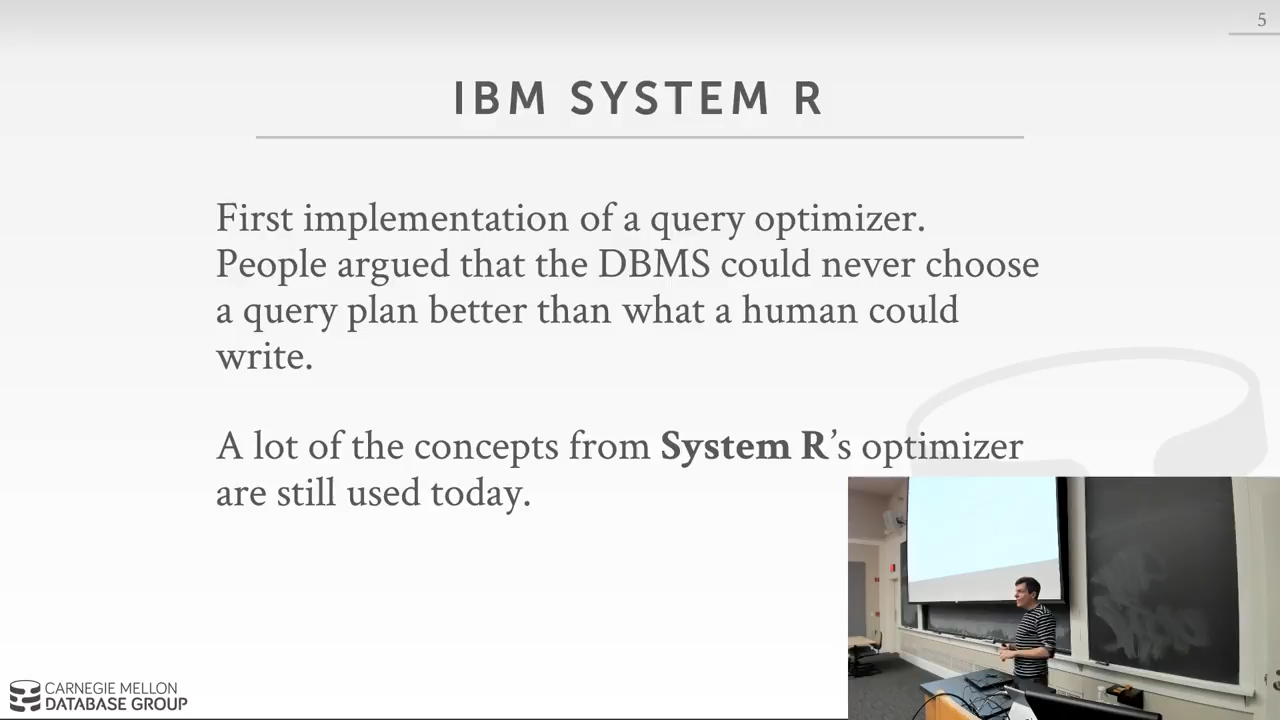 5
IBM SYSTEM R
First implementation of a query optimizer.
People argued that the DBMS could never choose
a query plan better than what a human could
write.
A lot of the concepts from System R’s optimizer
are still used today.
CARNEGIE MELLON
DATABASE GROUP